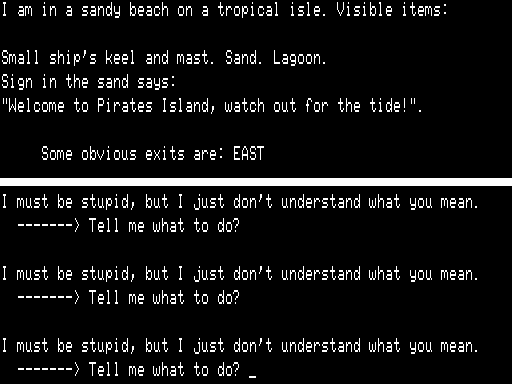 I am in a sandy beach on a tropical isle. Visible items:
Small ship's keel and mast. Sand. Lagoon.
Sign in the sand says:
"Welcome to Pirates Island, watch out for the tide!".
Some obvious exits are: EAST
I must be stupid, but I just don't understand what you mean.
-------> Tell me what to do?
I must be stupid, but I just don't understand what you mean.
-------> Tell me what to do?
I must be stupid, but I just don't understand what you mean.
-------> Tell me what to do? _